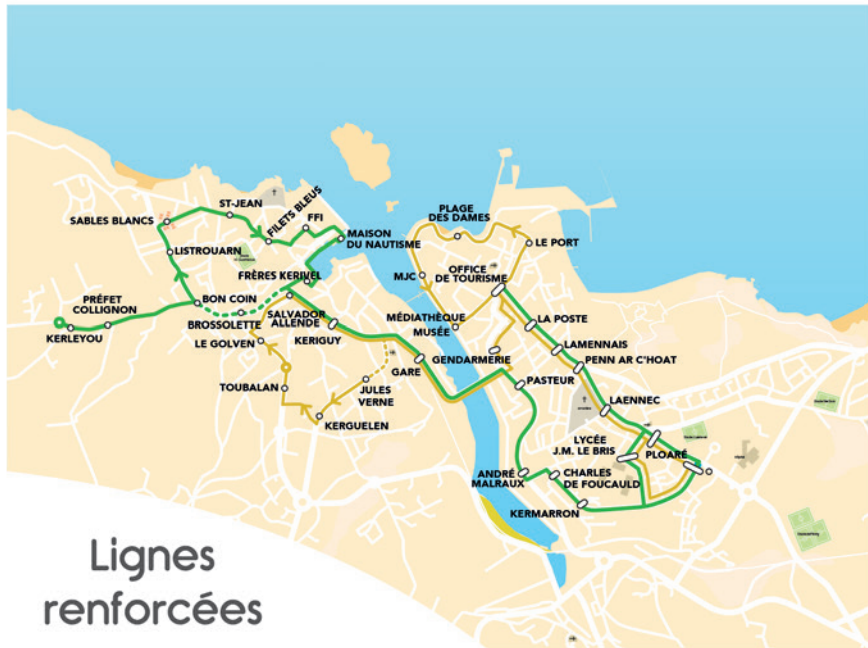 ST-JEAN
FILETS BLEUS
FFI
SABLES BLANCS
MAISON
DU NAUTISME
PLAGE
DES DAMES
LE PORT
LISTROUARN
FRÈRES KERIVEL
MJC
OFFICE
DE TOURISME
PRÉFET
COLLIGNON
BON COIN
KERLEYOU
BROSSOLETTE
SALVADOR
ALLENDE
MÉDIATHÈQUE
MUSÉE
LA POSTE
LE GOLVEN
KERIGUY
LAMENNAIS
GENDARMERIE
PENN AR C'HOAT
GARE
TOUBALAN
JULES
VERNE
PASTEUR
LAENNEC
KERGUELEN
LYCÉE
J.M. LE BRIS
PLOARÉ
ANDRÉ
MALRAUX
CHARLES
DE FOUCAULD
KERMARRON
Lignes
renforcées